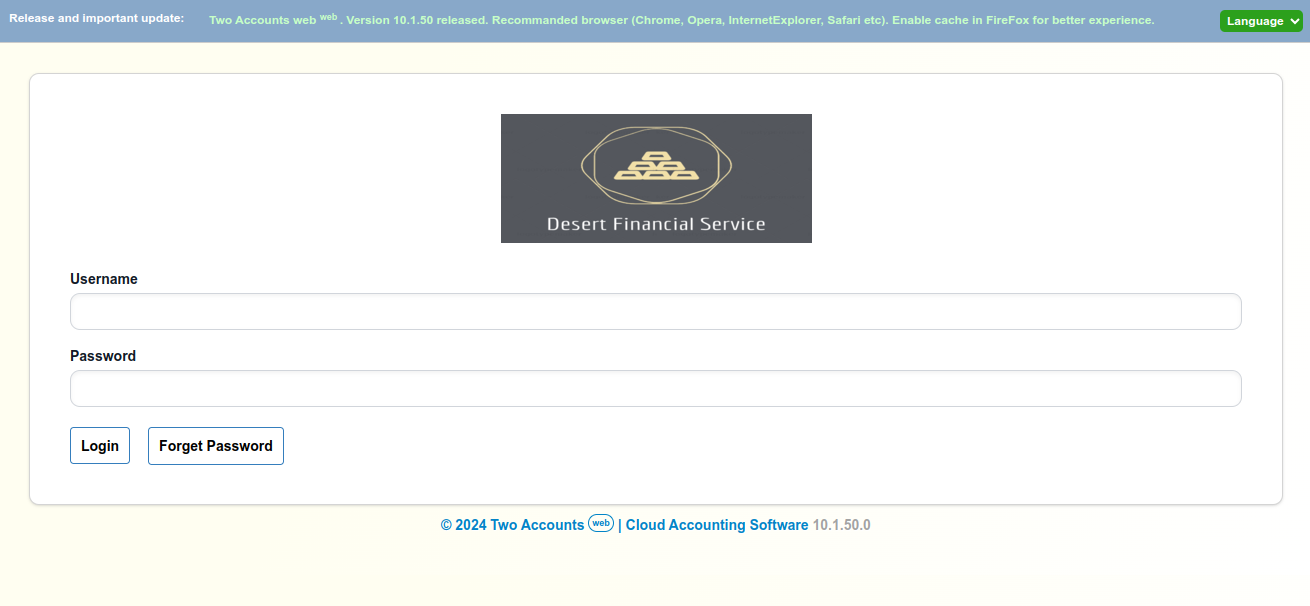 Release and important update:
Two Accounts web web . Version 10.1.50 released. Recommanded browser (Chrome, Opera, InternetExplorer, Safari etc). Enable cache in FireFox for better experience.
Language
Desert Financial Service
Username
Password
Login
Forget Password
© 2024 Two Accounts web | Cloud Accounting Software 10.1.50.0